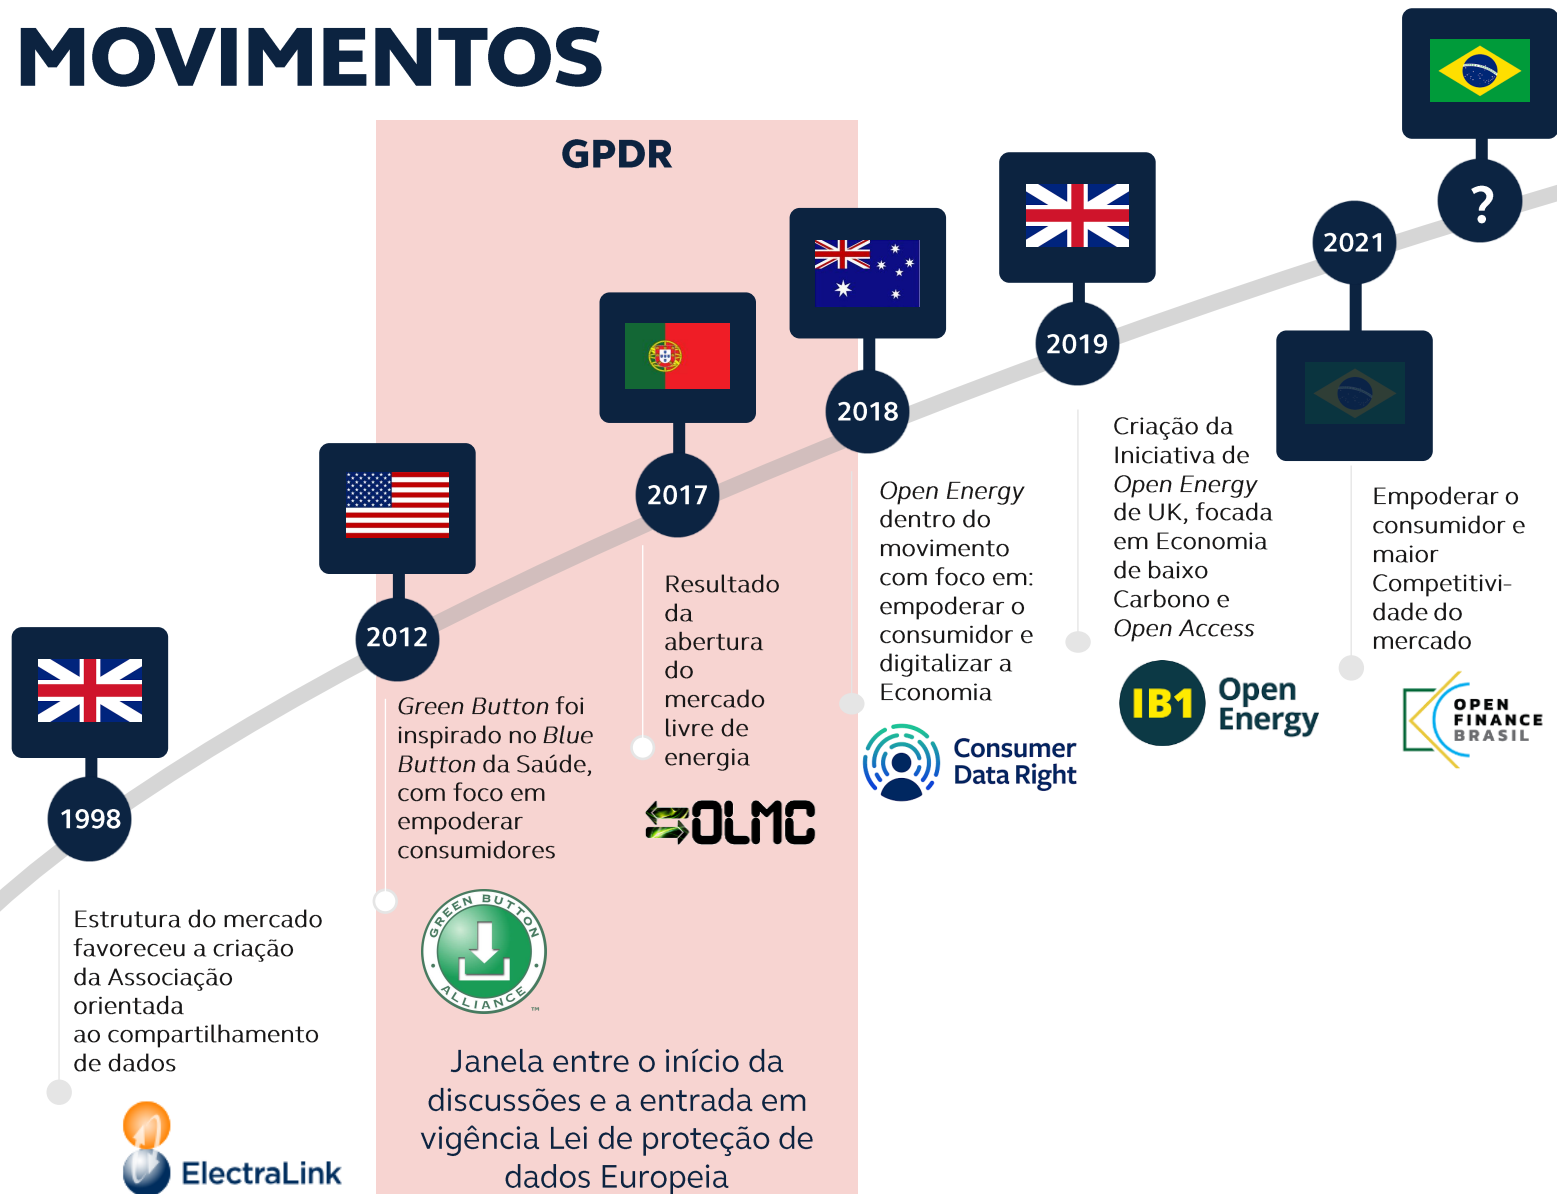 MOVIMENTOS
GPDR
1998
Estrutura do mercado
favoreceu a criação
da Associação
orientada
ao compartilhamento
de dados
ElectraLink
2012
Green Button foi
inspirado no Blue
Button da Saúde,
com foco em
empoderar
consumidores
GREEN BUTTON
ALLIANCE
TM
Janela entre o início da
discussões e a entrada em
vigência Lei de proteção de
dados Europeia
2017
Resultado
da
abertura
do
mercado
livre de
energia
OLMC
2018
Open Energy
dentro do
movimento
com foco em:
empoderar o
consumidor e
digitalizar a
Economia
Consumer
Data Right
2019
Criação da
Iniciativa de
Open Energy
de UK, focada
em Economia
de baixo
Carbono e
Open Access
IB1
Open
Energy
2021
Empoderar o
consumidor e
maior
Competitivi-
dade do
mercado
OPEN
FINANCE
BRASIL
?